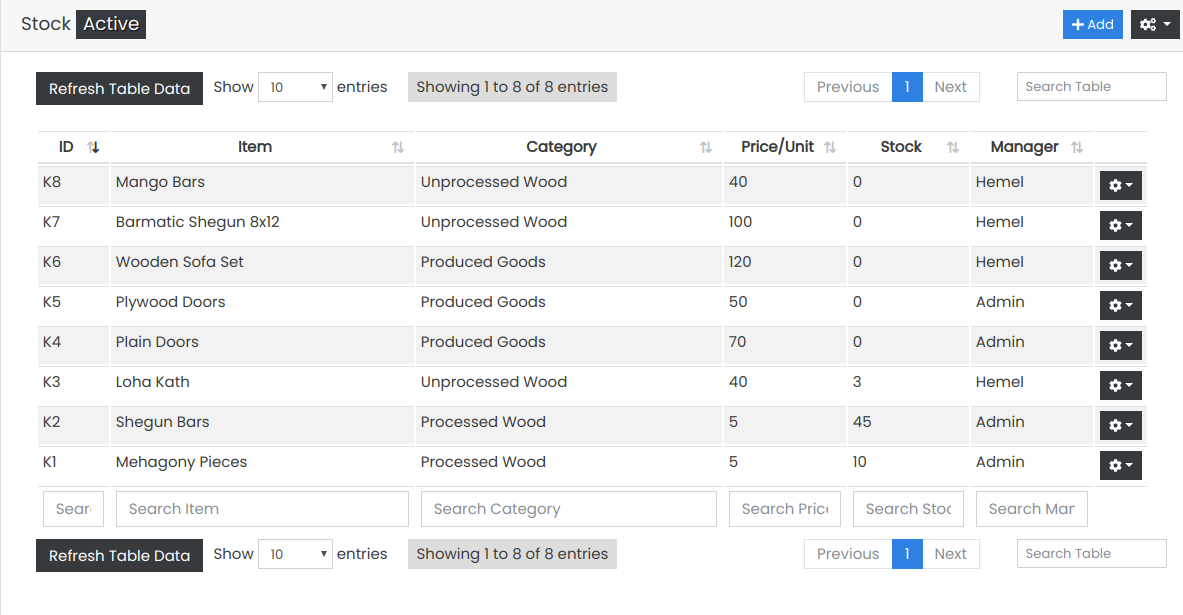 Stock Active + Add
Refresh Table Data Show 10 entries Showing 1 to 8 of 8 entries Previous 1 Next Search Table
ID Item Category Price/Unit Stock Manager
K8 Mango Bars Unprocessed Wood 40 0 Hemel
K7 Barmatic Shegun 8x12 Unprocessed Wood 100 0 Hemel
K6 Wooden Sofa Set Produced Goods 120 0 Hemel
K5 Plywood Doors Produced Goods 50 0 Admin
K4 Plain Doors Produced Goods 70 0 Admin
K3 Loha Kath Unprocessed Wood 40 3 Hemel
K2 Shegun Bars Processed Wood 5 45 Admin
K1 Mehagony Pieces Processed Wood 5 10 Admin
Sear Search Item Search Category Search Price Search Stoc Search Mar
Refresh Table Data Show 10 entries Showing 1 to 8 of 8 entries Previous 1 Next Search Table